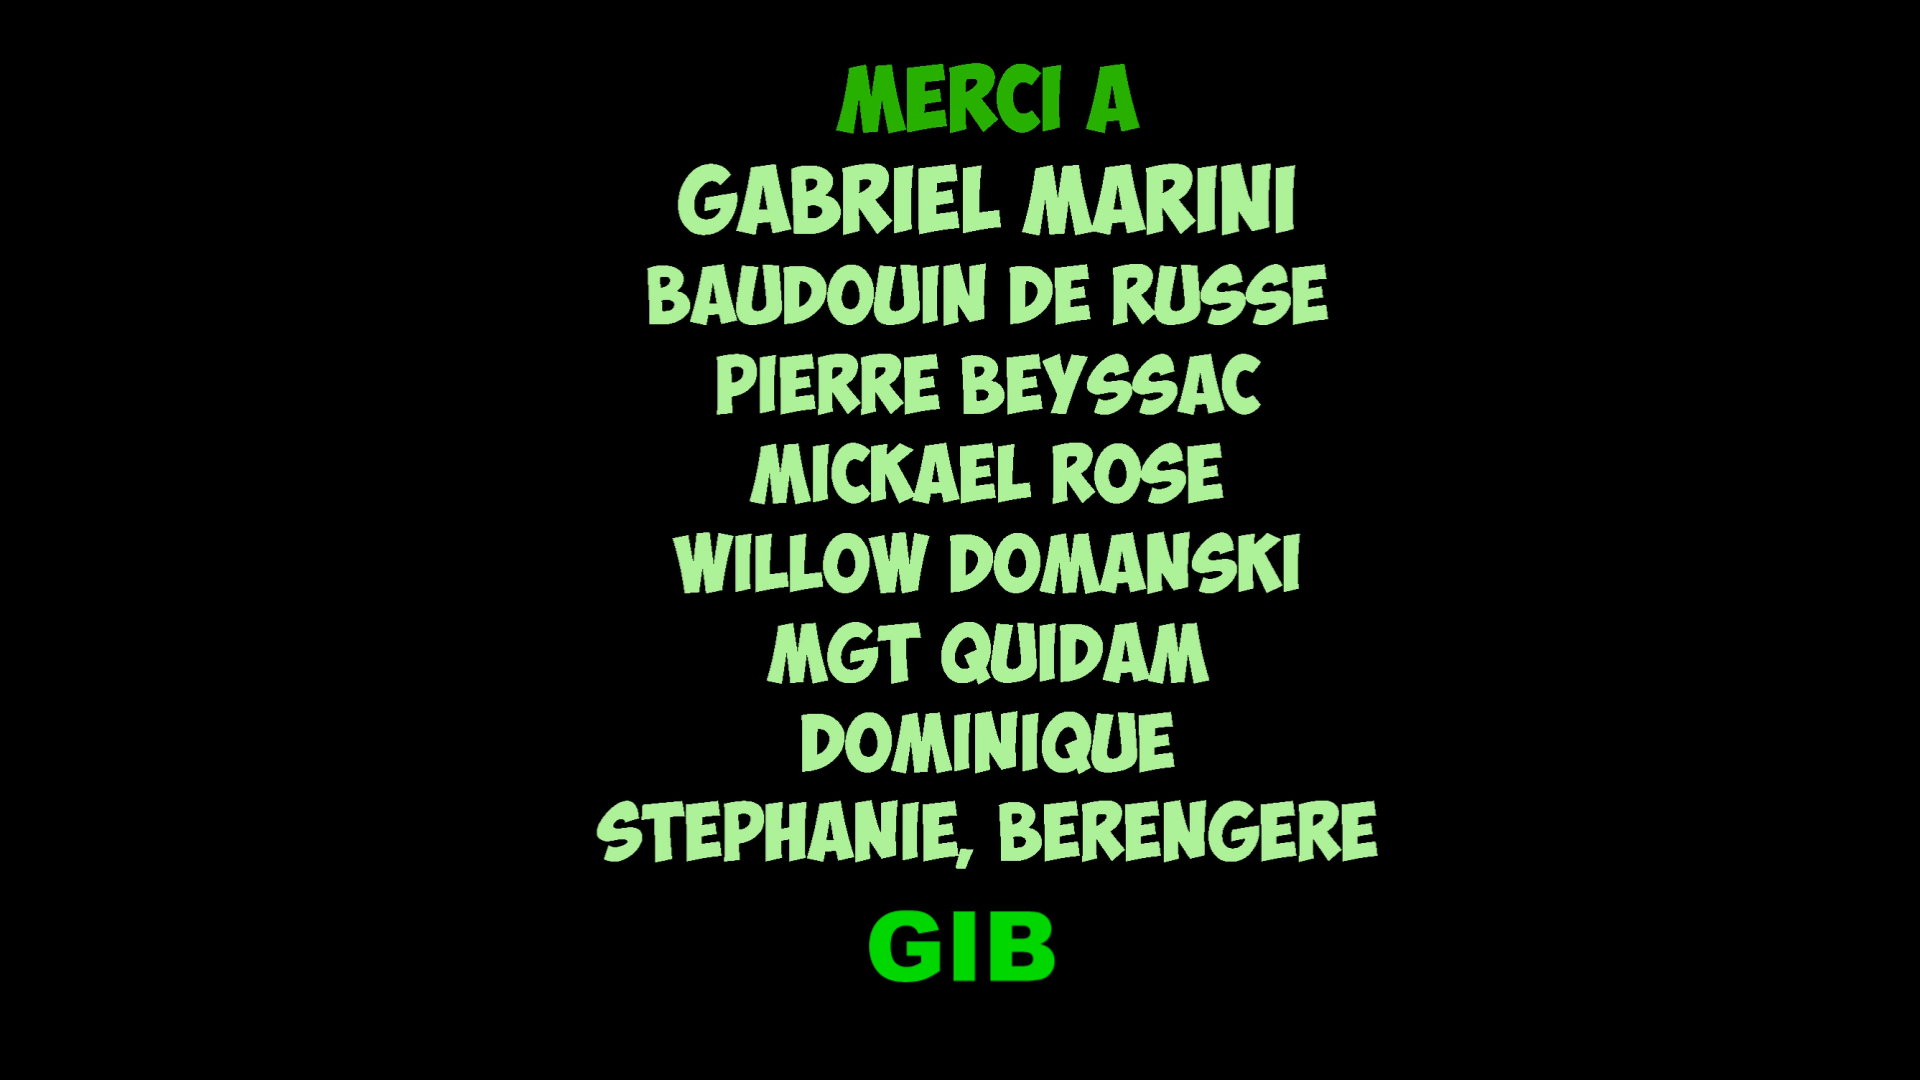 MERCI A
GABRIEL MARINI
BAUDOUIN DE RUSSE
PIERRE BEYSSAC
MICKAEL ROSE
WILLOW DOMANSKI
MGT QUIDAM
DOMINIQUE
STEPHANIE, BERENGERE
GIB